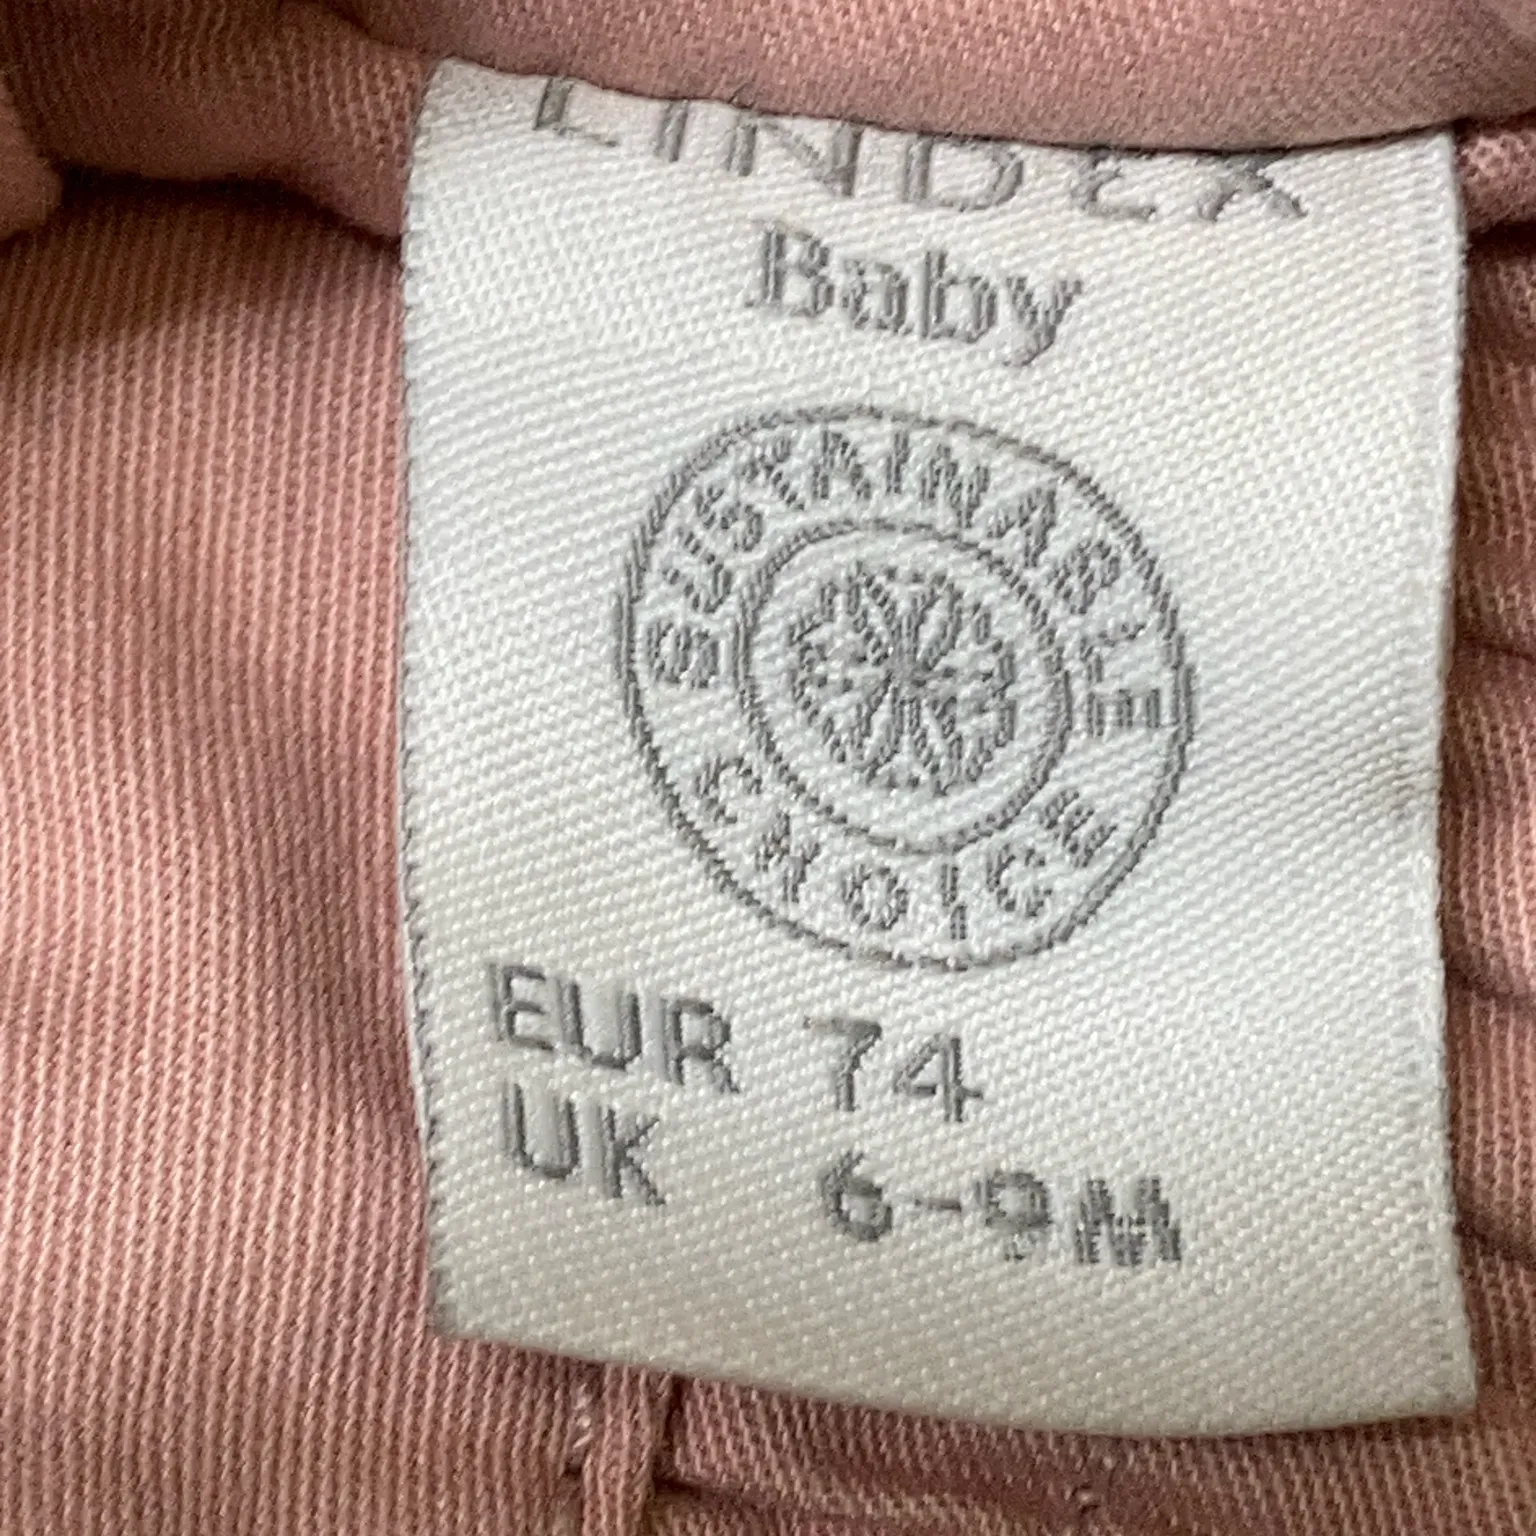 LINDEX
Baby
SUSTAINABLE
CHOICE
EUR 74
UK 6-9M